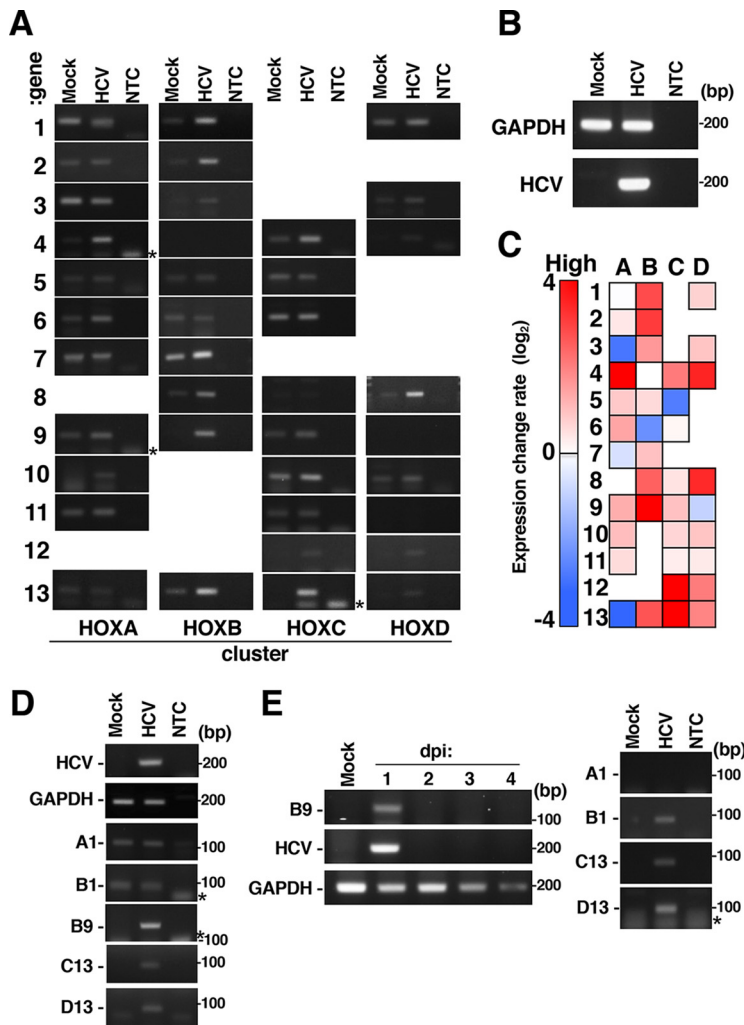 A
:gene
Mock HCV NTC Mock HCV NTC Mock HCV NTC Mock HCV NTC
1
2
3
4 *
5
6
7
8
9 *
10
11
12
13 *
HOXA HOXB HOXC HOXD
cluster
B
Mock HCV NTC (bp)
GAPDH -200
HCV -200
C
High A B C D
4 0 -4
Expression change rate (log2)
1
2
3
4
5
6
7
8
9
10
11
12
13
D
Mock HCV NTC (bp)
HCV - 200
GAPDH - -200
A1 - -100
B1 - -100
*
B9 - *
-100
C13 - -100
D13 - -100
E
Mock dpi:
1 2 3 4 (bp)
B9 - -100
HCV - -200
GAPDH - -200
Mock HCV NTC
A1 - -100
B1 - -100
C13 - -100
D13 - -100
*